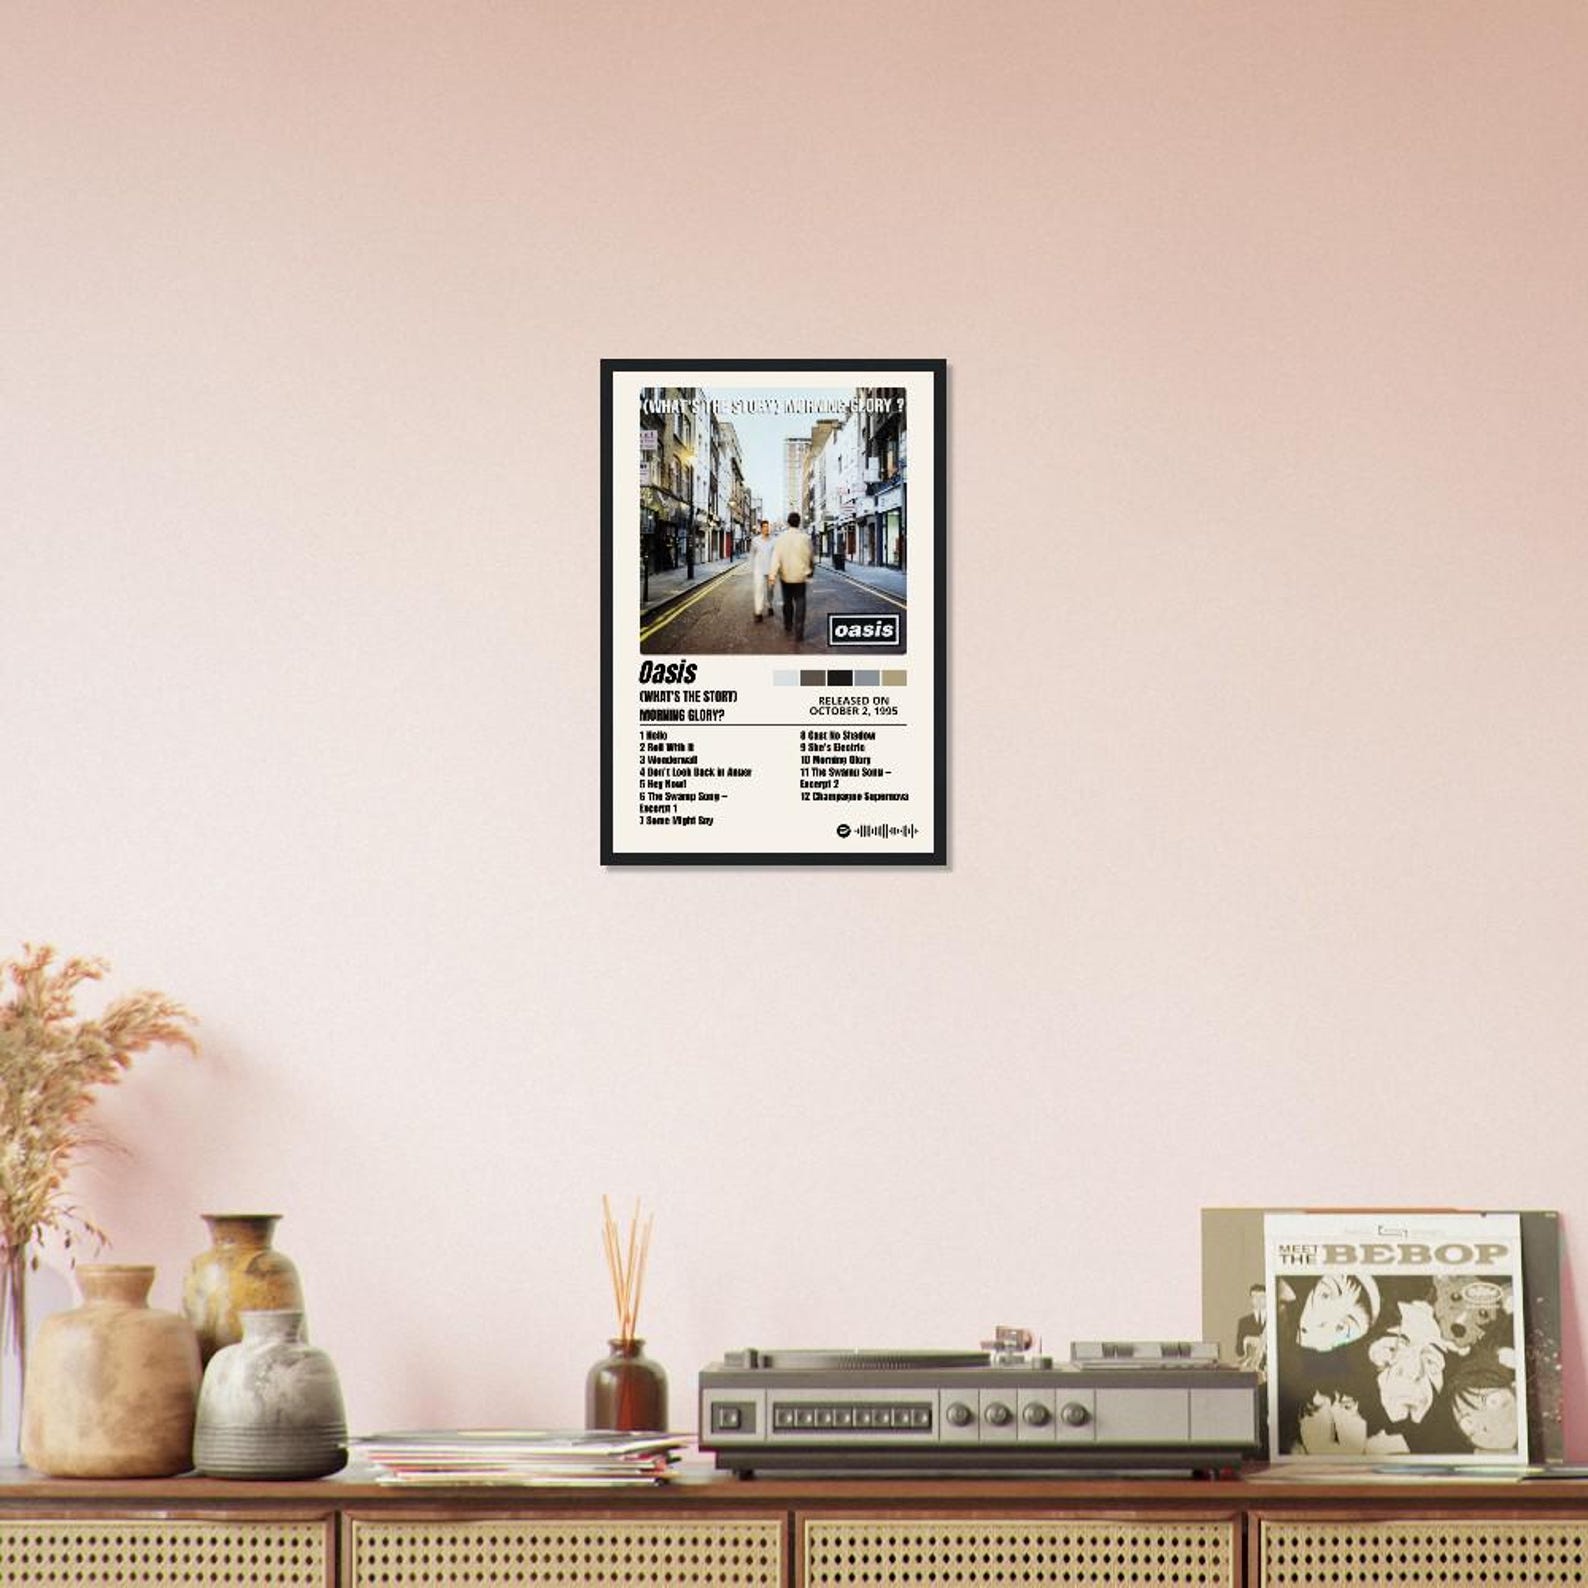 (WHAT'S THE STORY) MORNING GLORY ?
oasis
Oasis
(WHAT'S THE STORY)
MORNING GLORY?
RELEASED ON
OCTOBER 2, 1995
1 Hello
2 Roll With It
3 Wonderwall
4 Don't Look Back in Anger
5 Hey Now!
6 The Swamp Song –
Excerpt 1
7 Some Might Say
8 Cast No Shadow
9 She's Electric
10 Morning Glory
11 The Swamp Song –
Excerpt 2
12 Champagne Supernova
MEET
THE BEBOP